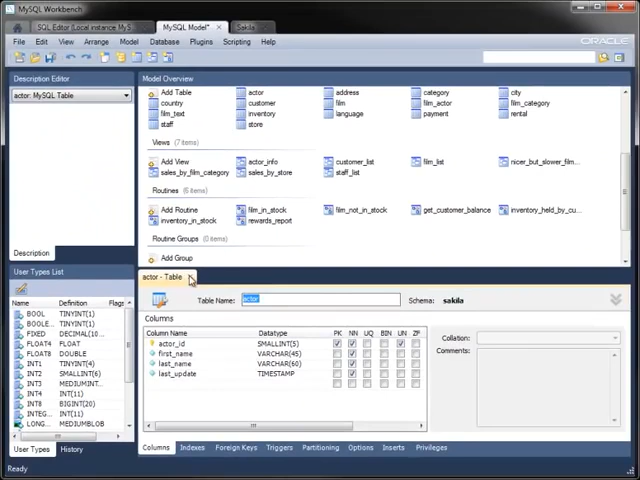 MySQL Workbench
SQL Editor (Local instance MyS
MySQL Model*
Sakila
File Edit View Arrange Model Database Plugins Scripting Help
ORACLE
Description Editor
actor: MySQL Table
Description
Model Overview
Add Table actor address category city
country customer film film_actor film_category
film_text inventory language payment rental
staff store
Views (7 items)
Add View actor_info customer_list film_list nicer_but_slower_film...
sales_by_film_category sales_by_store staff_list
Routines (6 items)
Add Routine film_in_stock film_not_in_stock get_customer_balance inventory_held_by_cu...
inventory_in_stock rewards_report
Routine Groups (0 items)
Add Group
User Types List
Name Definition Flags
BOOL TINYINT(1)
BOOLE... TINYINT(1)
FIXED DECIMAL(10...
FLOAT4 FLOAT
FLOAT8 DOUBLE
INT1 TINYINT(4)
INT2 SMALLINT(6)
INT3 MEDIUMINT
INT4 INT(11)
INT8 BIGINT(20)
INTEG... INT(11)
LONG... MEDIUMBLOB
User Types History
actor - Table
Table Name: actor Schema: sakila
Columns
Column Name Datatype PK NN UQ BIN UN ZF
actor_id SMALLINT(5)
first_name VARCHAR(45)
last_name VARCHAR(60)
last_update TIMESTAMP
Collation:
Comments:
Columns Indexes Foreign Keys Triggers Partitioning Options Inserts Privileges
Ready